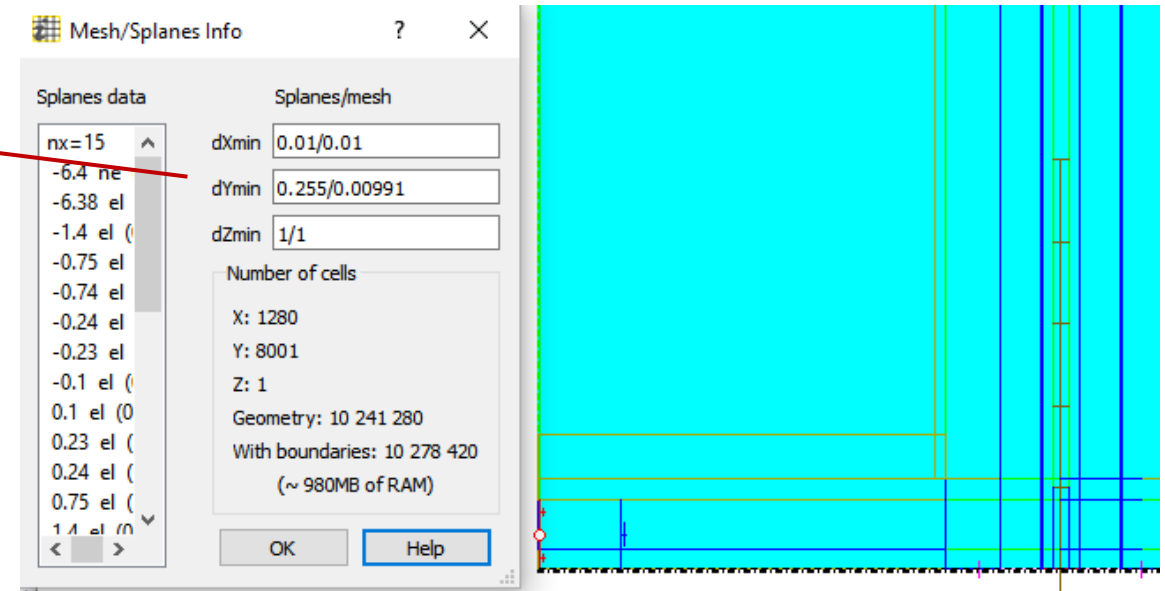 Mesh/Splanes Info ?
Splanes data
Splanes/mesh
nx=15
-6.4 ne
-6.38 el
-1.4 el (
-0.75 el
-0.74 el
-0.24 el
-0.23 el
-0.1 el (
0.1 el (0
0.23 el (
0.24 el (
0.75 el (
1.4 el (0
dXmin 0.01/0.01
dYmin 0.255/0.00991
dZmin 1/1
Number of cells
X: 1280
Y: 8001
Z: 1
Geometry: 10 241 280
With boundaries: 10 278 420
(~ 980MB of RAM)
OK
Help